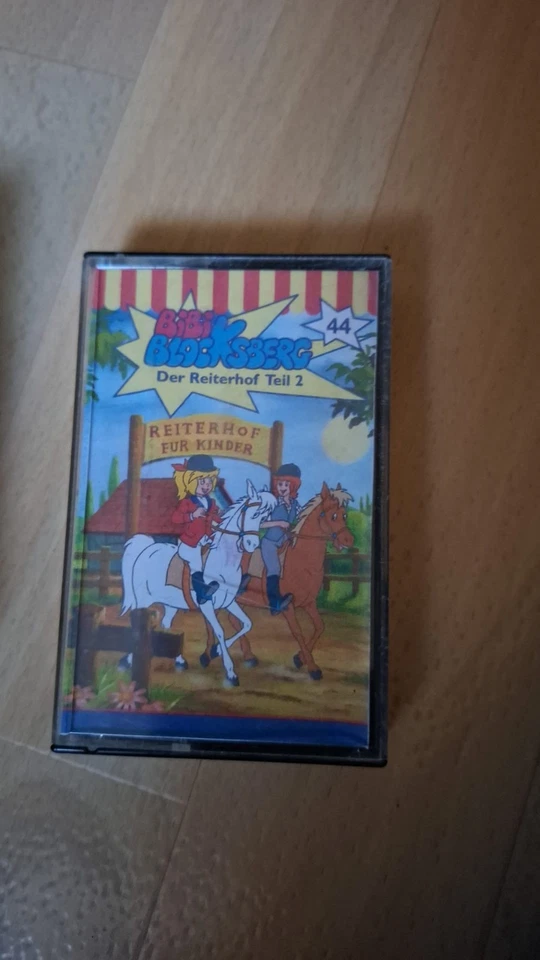 BiBi
BLOCKSBERG
44
Der Reiterhof Teil 2
REITERHOF
FUR KINDER